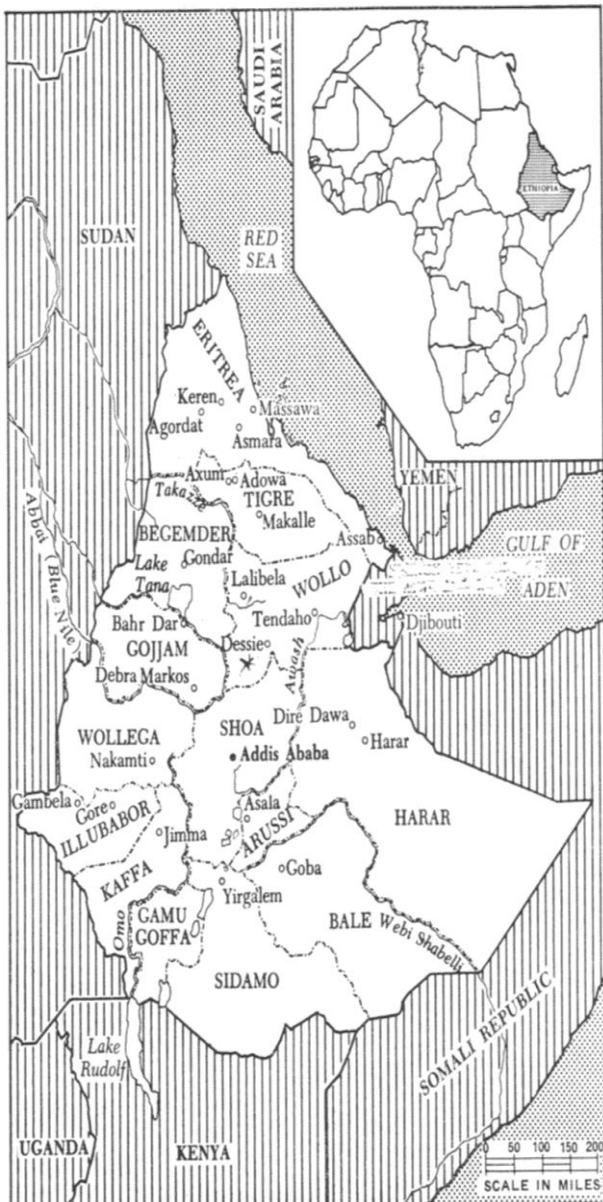 SAUDI
ARABIA
ETHIOPIA
SUDAN
RED
SEA
ERITREA
Keren
Massawa
Agordat
Asmara
Axum
Adowa
Takazze
TIGRE
Makalle
YEMEN
Abbai (Blue Nile)
BEGEMDER
Assab
GULF OF
ADEN
Lake
Tana
Gondar
Lalibela
WOLLO
Tendaho
Djibouti
Bahr Dar
GOJJAM
Dessie
Awash
Debra Markos
SHOA
Dire Dawa
WOLLEGA
Harar
Nakamti
Addis Ababa
Gambela
Gore
Asala
ILLUBABOR
ARUSSI
HARAR
Jimma
KAFFA
Goba
Yirgalem
Omo
GAMU
GOFFA
BALE
Webi Shabelli
SIDAMO
SOMALI REPUBLIC
Lake
Rudolf
UGANDA
KENYA
0 50 100 150 200
SCALE IN MILES